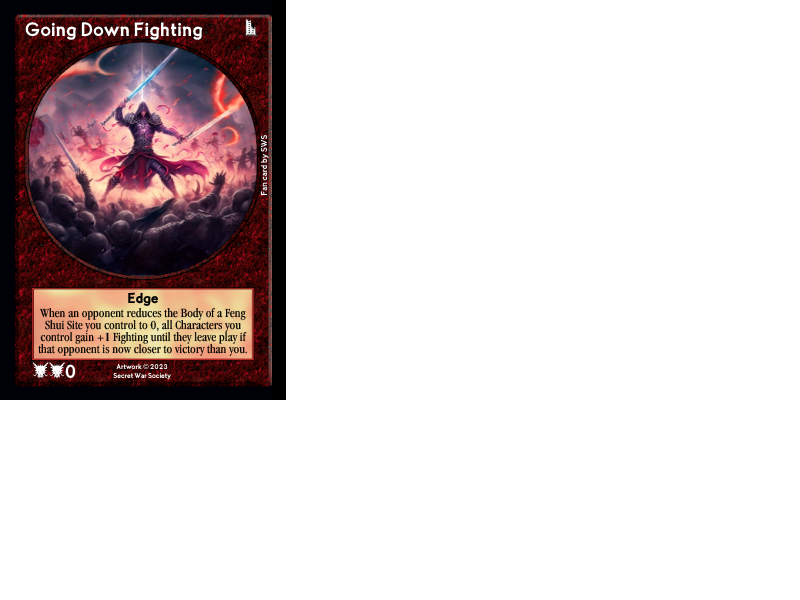 Going Down Fighting
Fan card by SWS
Edge
When an opponent reduces the Body of a Feng
Shui Site you control to 0, all Characters you
control gain +1 Fighting until they leave play if
that opponent is now closer to victory than you.
0
Artwork © 2023
Secret War Society